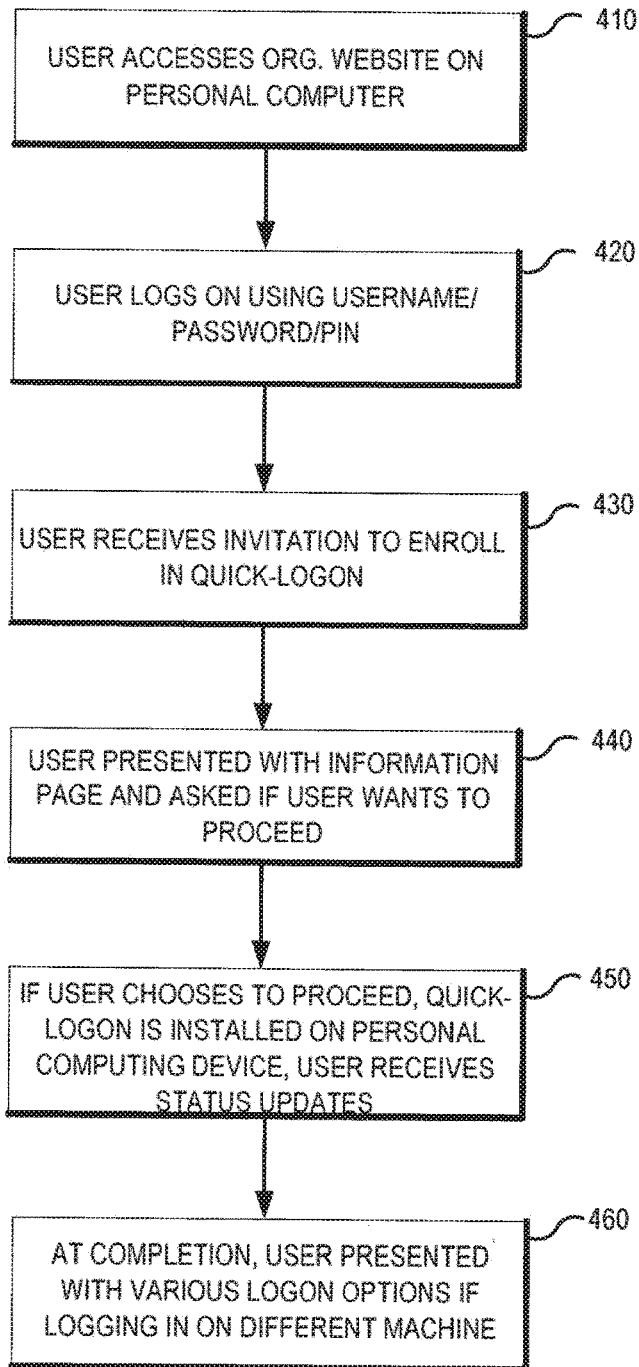 410
USER ACCESSES ORG. WEBSITE ON
PERSONAL COMPUTER
420
USER LOGS ON USING USERNAME/
PASSWORD/PIN
430
USER RECEIVES INVITATION TO ENROLL
IN QUICK-LOGON
440
USER PRESENTED WITH INFORMATION
PAGE AND ASKED IF USER WANTS TO
PROCEED
450
IF USER CHOOSES TO PROCEED, QUICK-
LOGON IS INSTALLED ON PERSONAL
COMPUTING DEVICE, USER RECEIVES
STATUS UPDATES
460
AT COMPLETION, USER PRESENTED
WITH VARIOUS LOGON OPTIONS IF
LOGGING IN ON DIFFERENT MACHINE